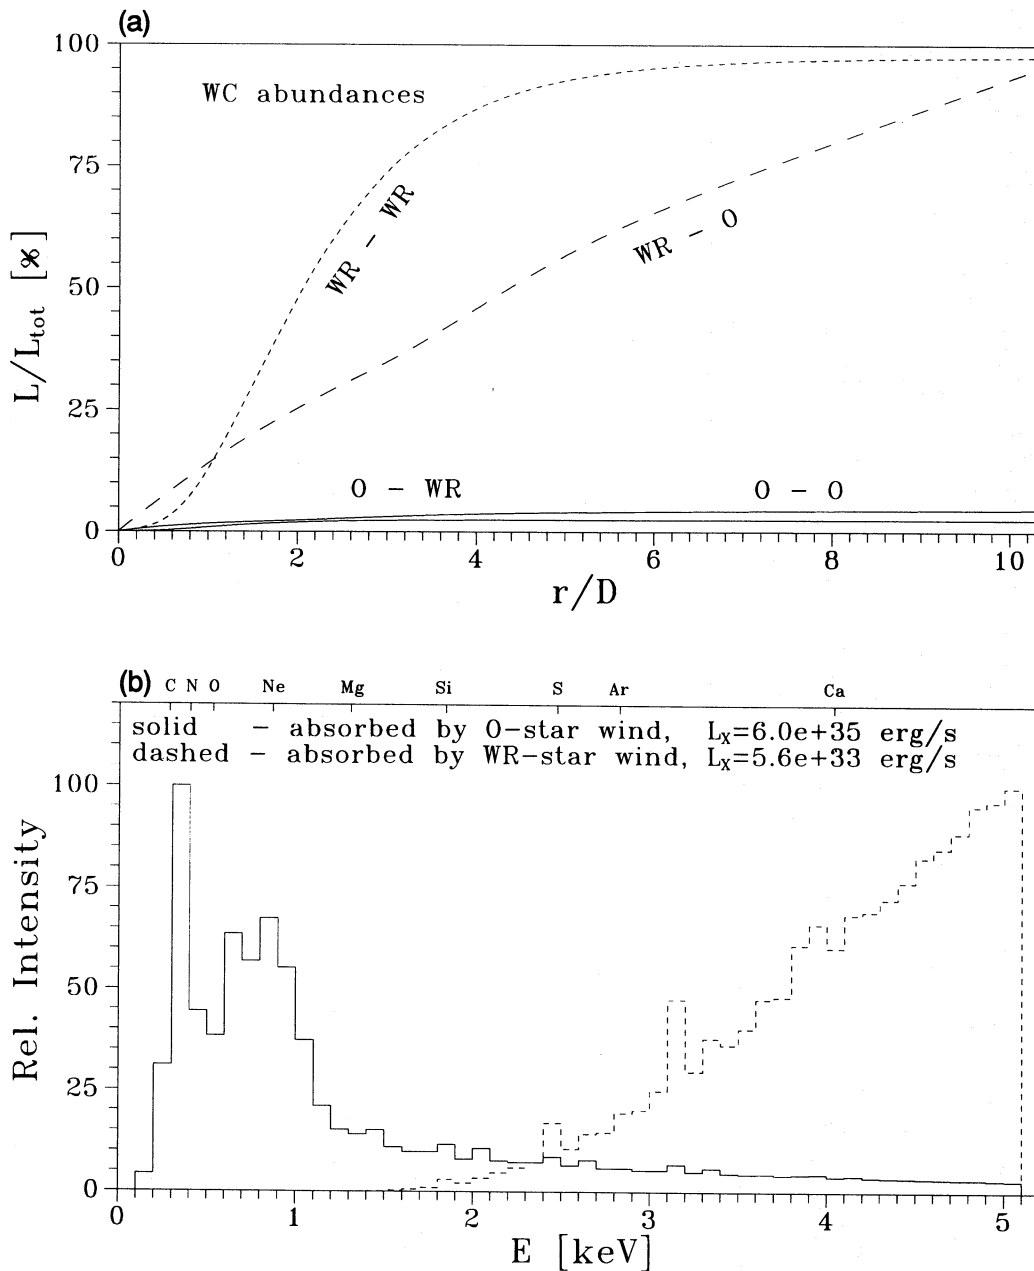 (a)
100
75
50
25
0
L/L_tot [%]
WC abundances
WR – WR
WR – O
O – WR
O – O
0 2 4 6 8 10
r/D
(b)
C N O Ne Mg Si S Ar Ca
solid – absorbed by O-star wind, L_X=6.0e+35 erg/s
dashed – absorbed by WR-star wind, L_X=5.6e+33 erg/s
100
75
50
25
0
Rel. Intensity
0 1 2 3 4 5
E [keV]